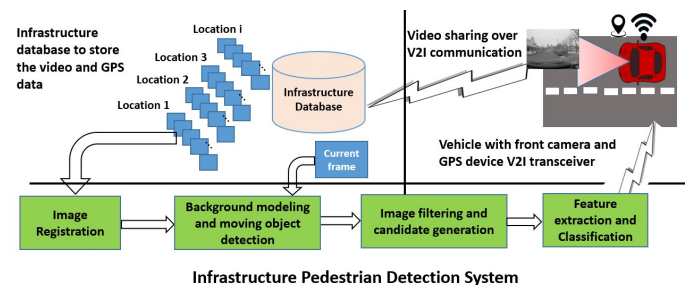 Infrastructure
database to store
the video and GPS
data
Location i
Location 3
Location 2
Location 1
Infrastructure
Database
Current
frame
Video sharing over
V2I communication
Vehicle with front camera and
GPS device V2I transceiver
Image
Registration
Background modeling
and moving object
detection
Image filtering and
candidate generation
Feature
extraction and
Classification
Infrastructure Pedestrian Detection System